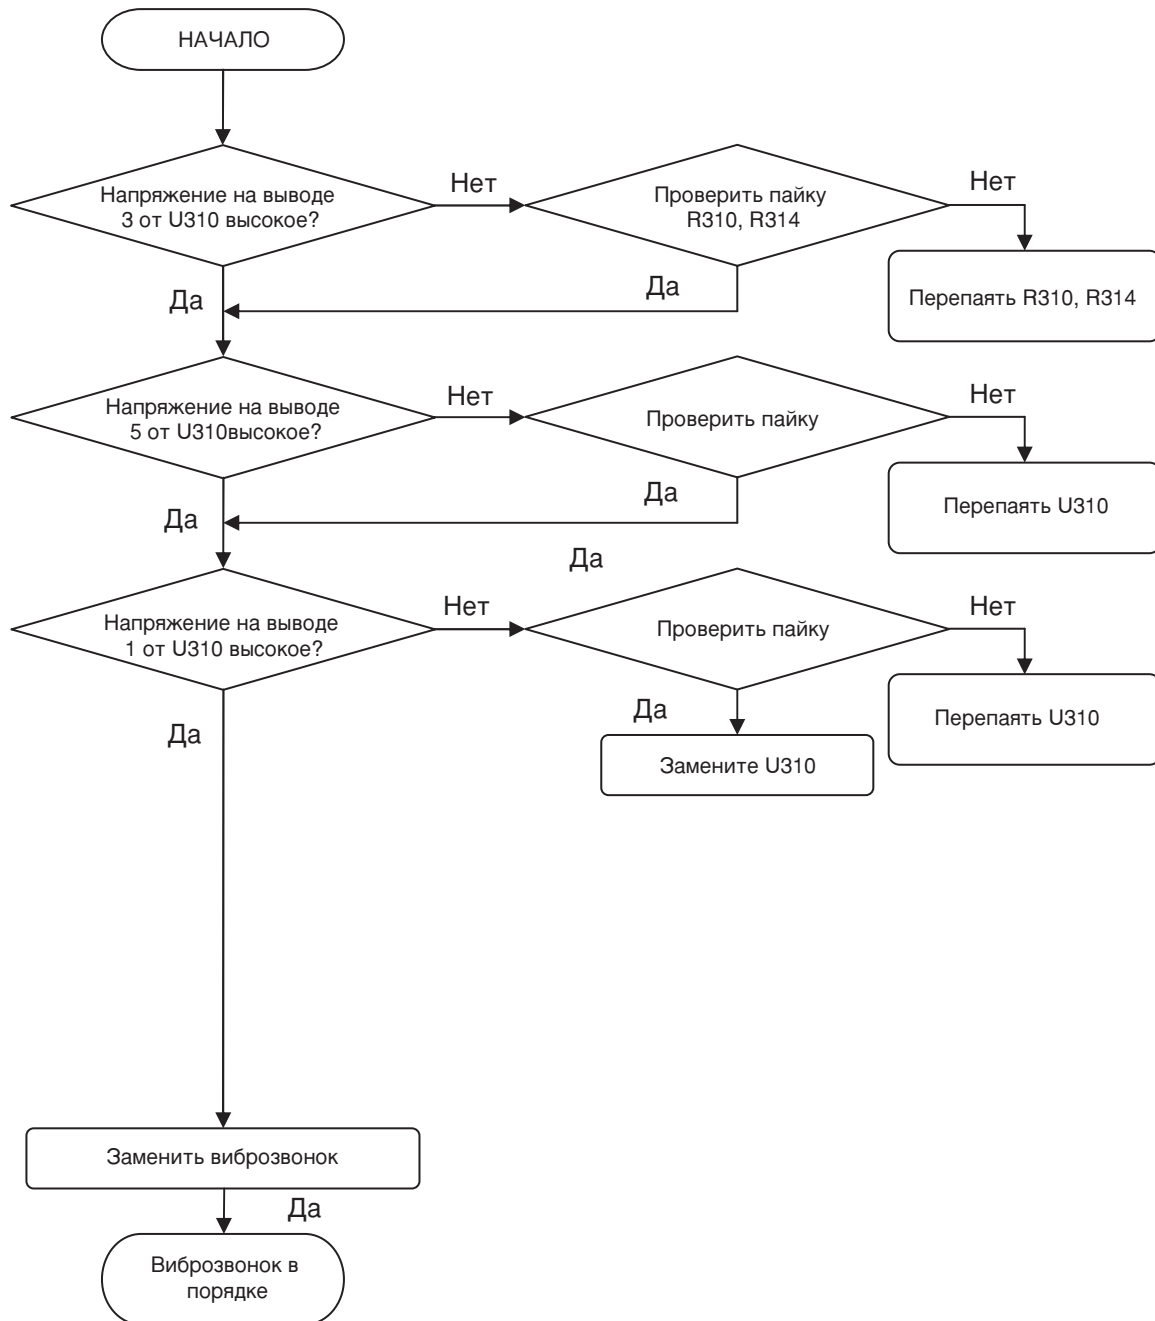 НАЧАЛО
Напряжение на выводе
3 от U310 высокое?
Нет
Проверить пайку
R310, R314
Нет
Перепаять R310, R314
Да
Да
Напряжение на выводе
5 от U310высокое?
Нет
Проверить пайку
Нет
Перепаять U310
Да
Да
Да
Напряжение на выводе
1 от U310 высокое?
Нет
Проверить пайку
Нет
Перепаять U310
Да
Да
Замените U310
Заменить виброзвонок
Да
Виброзвонок в
порядке